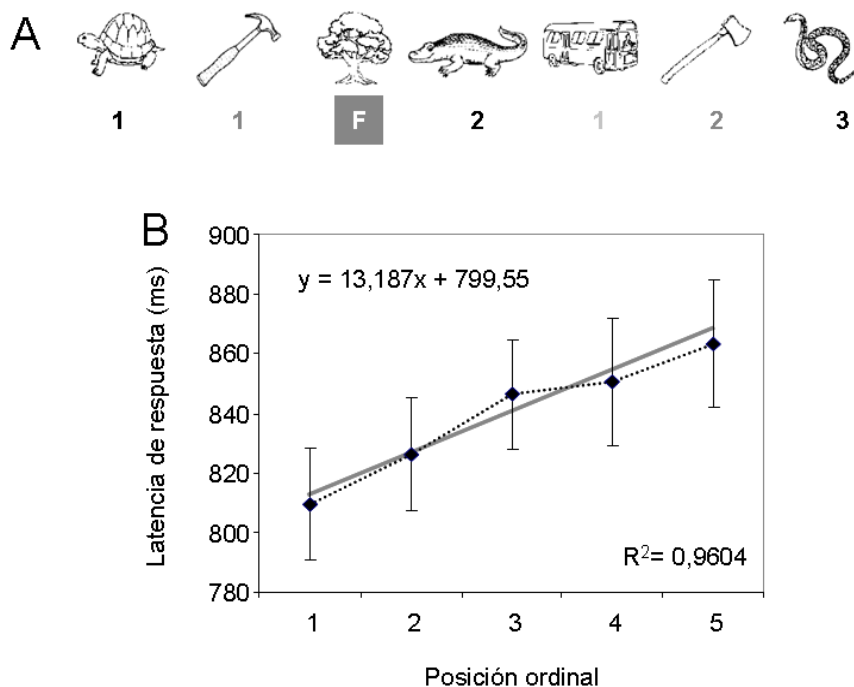 A
1 1 F 2 1 2 3
B
900
880
860
840
820
800
780
Latencia de respuesta (ms)
y = 13,187x + 799,55
R²= 0,9604
1 2 3 4 5
Posición ordinal